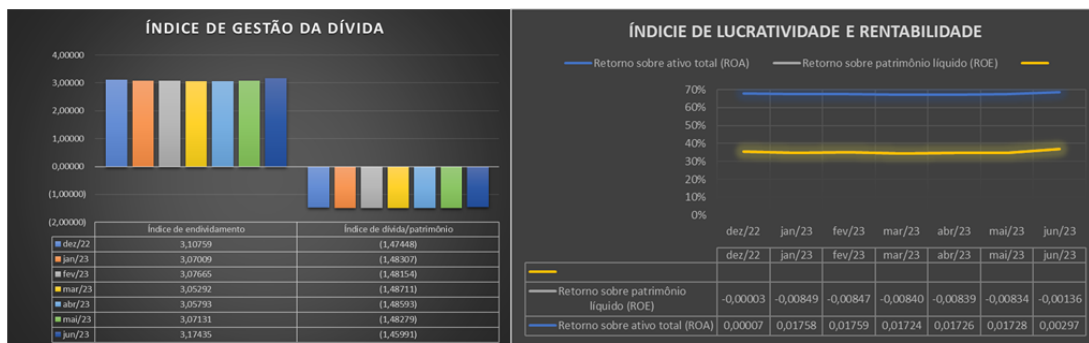 ÍNDICE DE GESTÃO DA DÍVIDA
4,00000
3,00000
2,00000
1,00000
0,00000
(1,00000)
(2,00000)
Índice de endividamento Índice de dívida/patrimônio
dez/22 3,10759 (1,47448)
jan/23 3,07009 (1,48307)
fev/23 3,07665 (1,48154)
mar/23 3,05292 (1,48711)
abr/23 3,05793 (1,48593)
mai/23 3,07131 (1,48279)
jun/23 3,17435 (1,45991)
ÍNDICIE DE LUCRATIVIDADE E RENTABILIDADE
Retorno sobre ativo total (ROA) Retorno sobre patrimônio líquido (ROE)
70%
60%
50%
40%
30%
20%
10%
0%
dez/22 jan/23 fev/23 mar/23 abr/23 mai/23 jun/23
dez/22 jan/23 fev/23 mar/23 abr/23 mai/23 jun/23
Retorno sobre patrimônio
líquido (ROE) -0,00003 -0,00849 -0,00847 -0,00840 -0,00839 -0,00834 -0,00136
Retorno sobre ativo total (ROA) 0,00007 0,01758 0,01759 0,01724 0,01726 0,01728 0,00297